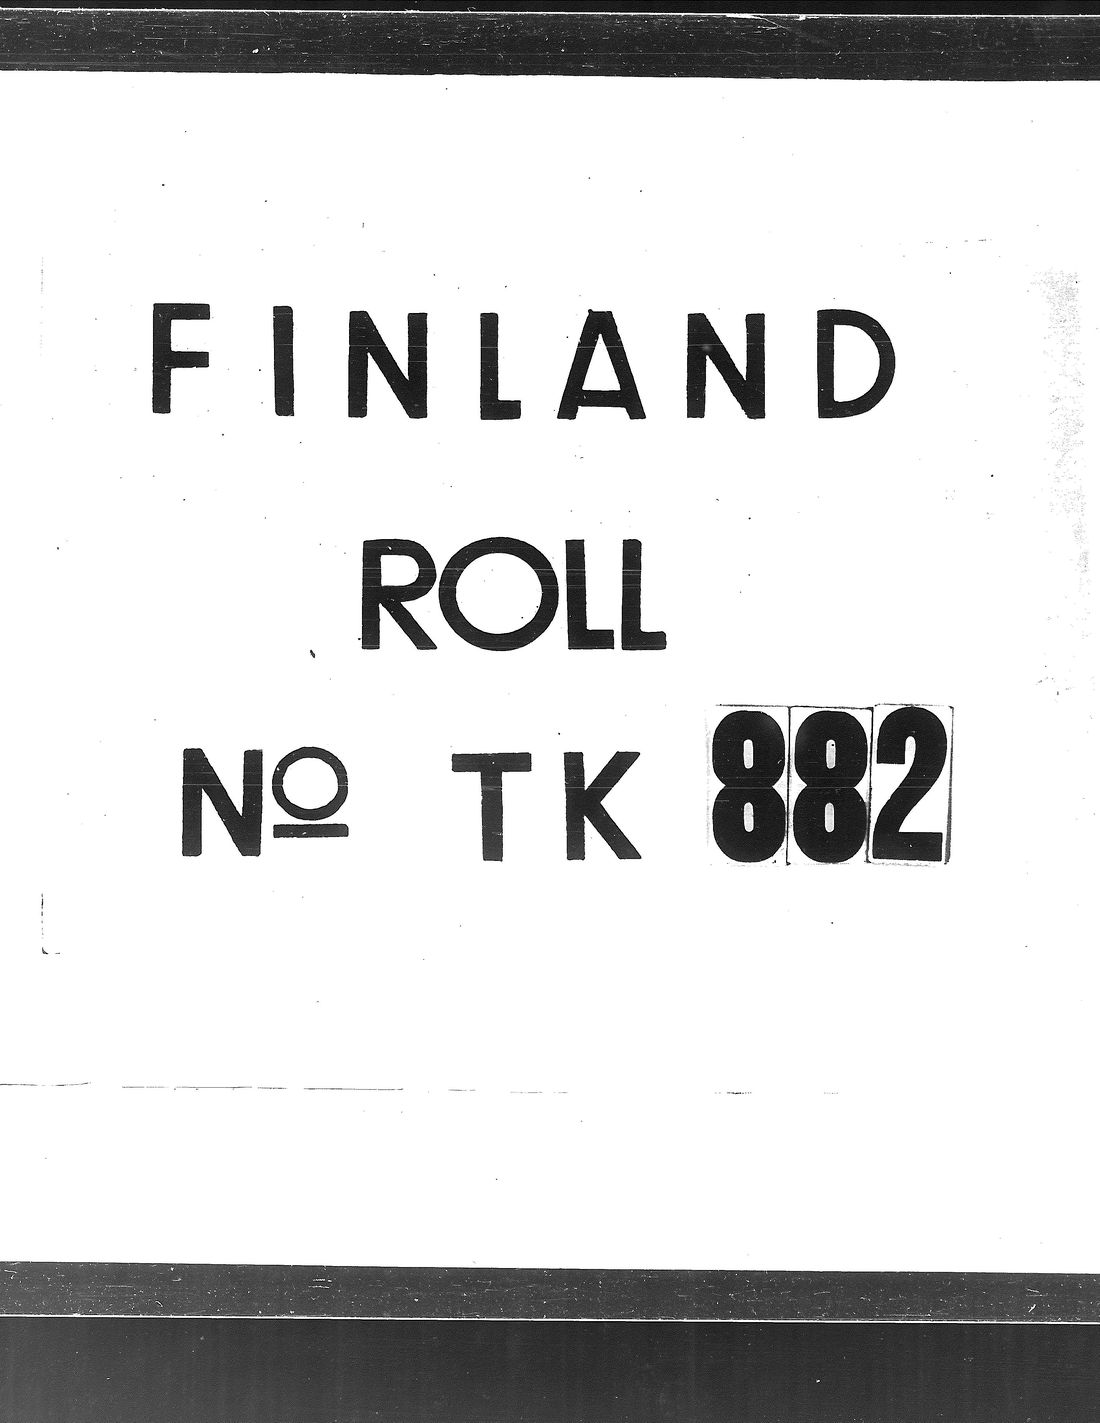 FINLAND
ROLL
Nº TK 882